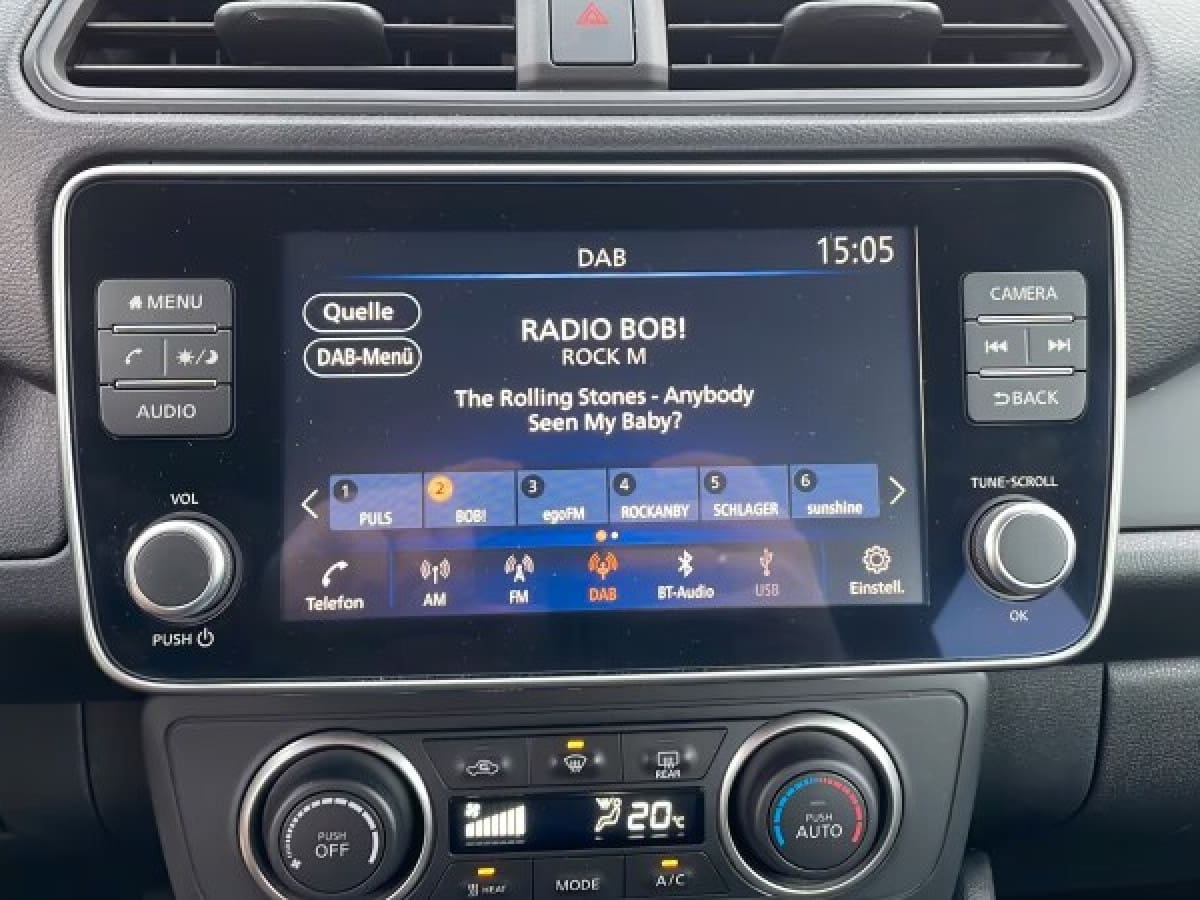 DAB
15:05
MENU
AUDIO
CAMERA
BACK
Quelle
DAB-Menü
RADIO BOB!
ROCK M
The Rolling Stones - Anybody
Seen My Baby?
1 2 3 4 5 6
PULS BOB! egoFM ROCKANBY SCHLAGER sunshine
VOL
PUSH
TUNE-SCROLL
OK
Telefon AM FM DAB BT-Audio USB Einstell.
REAR
PUSH
OFF
20°C
PUSH
AUTO
HEAT
MODE
A/C